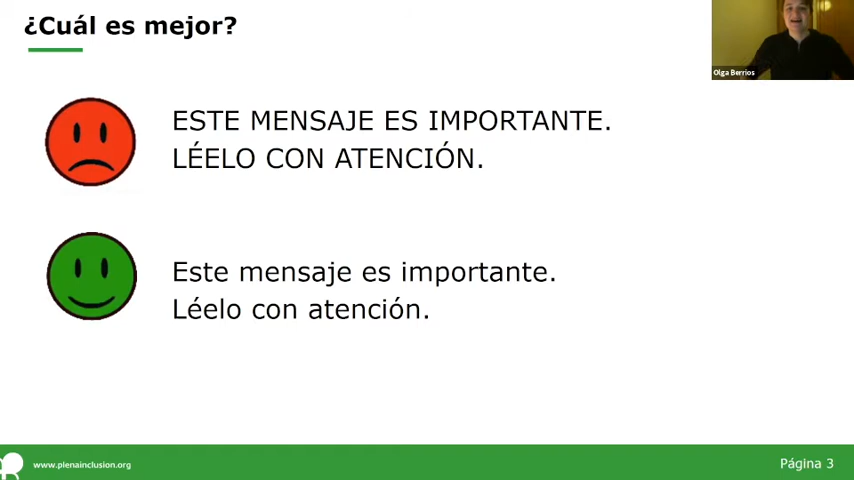 ¿Cuál es mejor?
Olga Berrios
ESTE MENSAJE ES IMPORTANTE.
LÉELO CON ATENCIÓN.
Este mensaje es importante.
Léelo con atención.
www.plenainclusion.org
Página 3